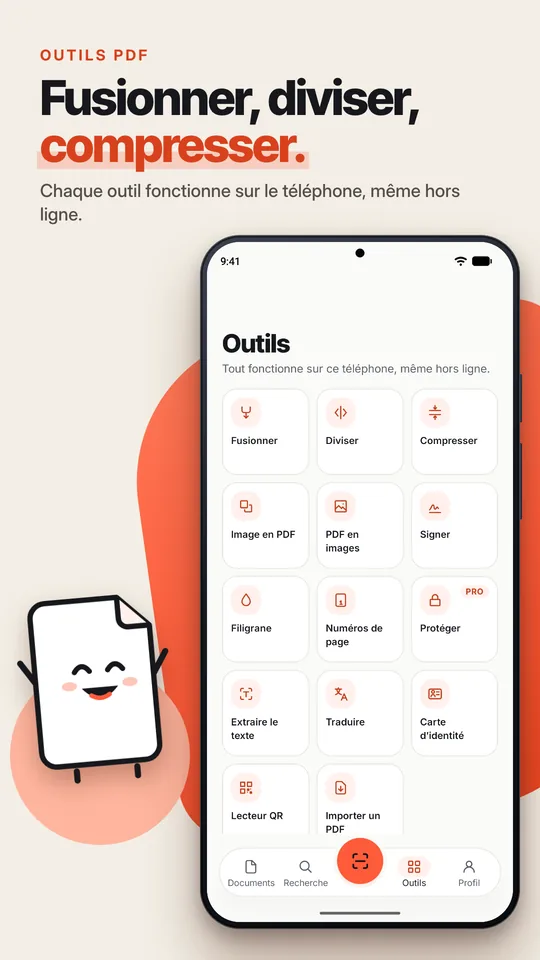 OUTILS PDF
Fusionner, diviser,
compresser.
Chaque outil fonctionne sur le téléphone, même hors
ligne.
9:41
Outils
Tout fonctionne sur ce téléphone, même hors ligne.
Fusionner
Diviser
Compresser
Image en PDF
PDF en
images
Signer
Filigrane
Numéros de
page
PRO
Protéger
Extraire le
texte
Traduire
Carte
d'identité
Lecteur QR
Importer un
PDF
Documents
Recherche
Outils
Profil